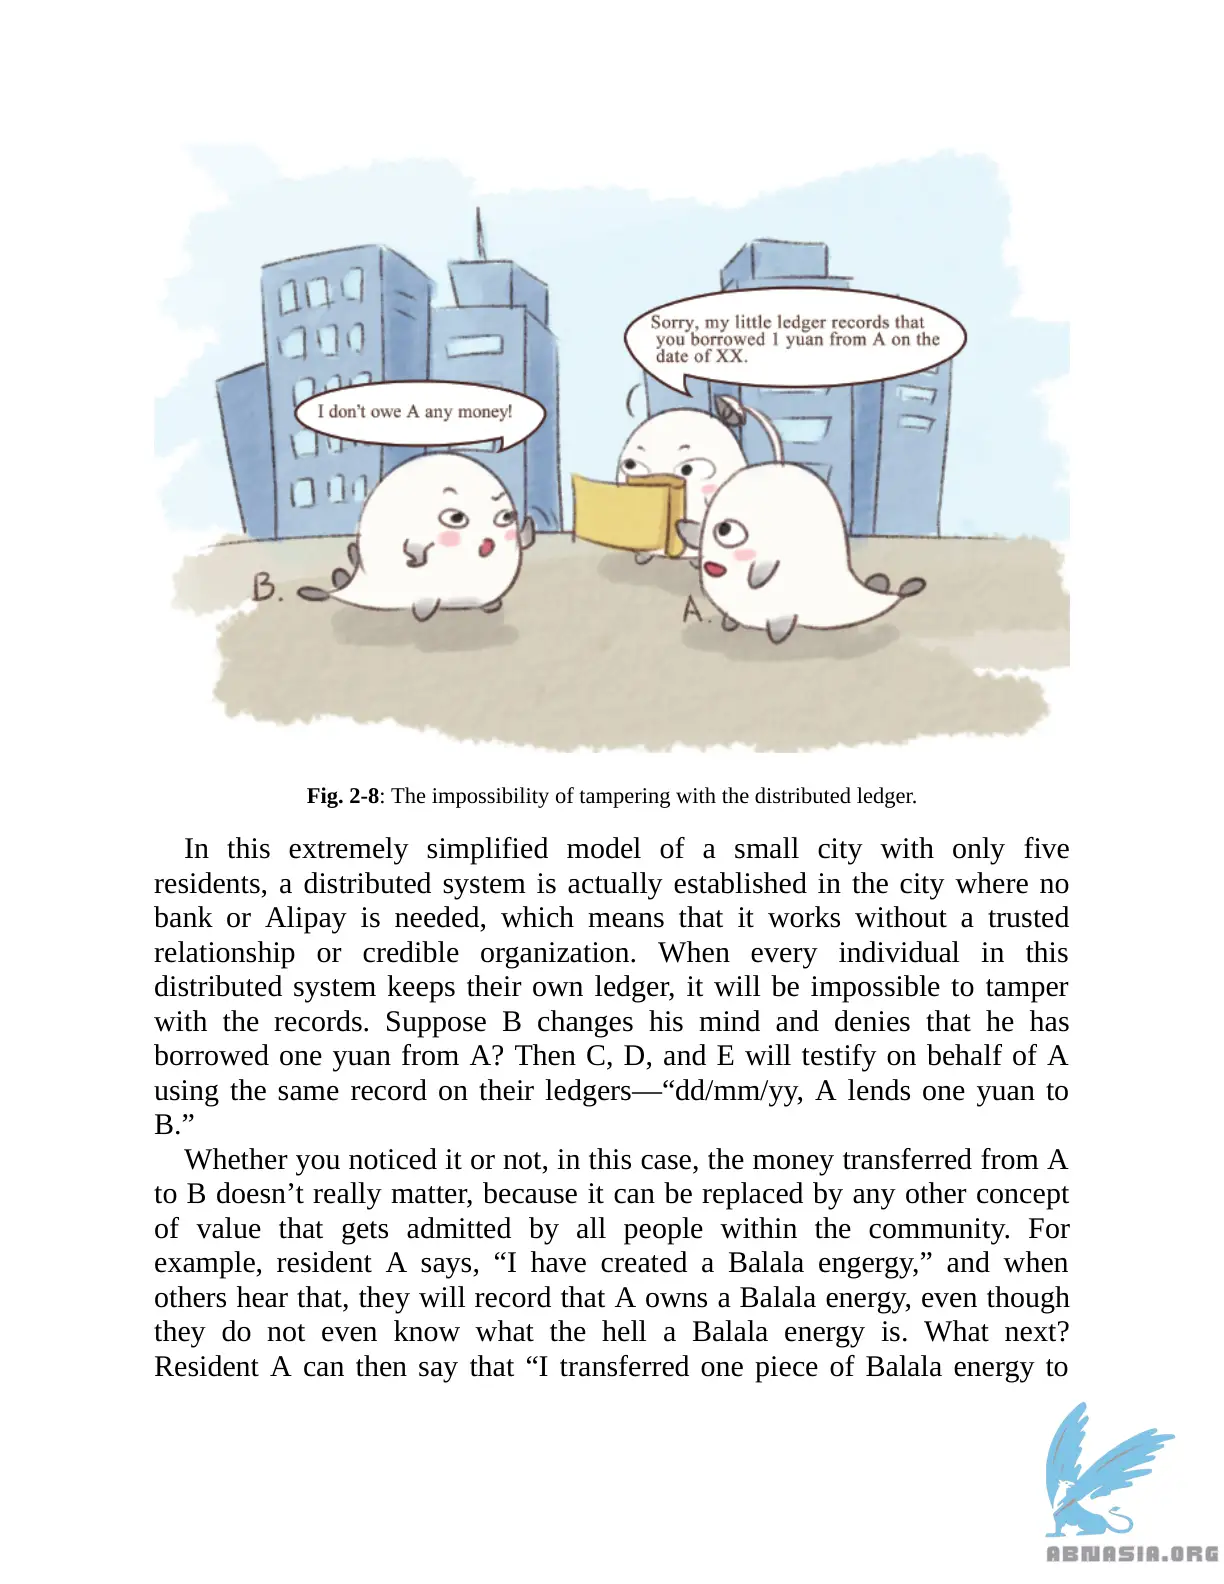 Sorry, my little ledger records that
you borrowed 1 yuan from A on the
date of XX.
I don't owe A any money!
B.
A.
Fig. 2-8: The impossibility of tampering with the distributed ledger.
In this extremely simplified model of a small city with only five
residents, a distributed system is actually established in the city where no
bank or Alipay is needed, which means that it works without a trusted
relationship or credible organization. When every individual in this
distributed system keeps their own ledger, it will be impossible to tamper
with the records. Suppose B changes his mind and denies that he has
borrowed one yuan from A? Then C, D, and E will testify on behalf of A
using the same record on their ledgers—“dd/mm/yy, A lends one yuan to
B.”
Whether you noticed it or not, in this case, the money transferred from A
to B doesn’t really matter, because it can be replaced by any other concept
of value that gets admitted by all people within the community. For
example, resident A says, “I have created a Balala engergy,” and when
others hear that, they will record that A owns a Balala energy, even though
they do not even know what the hell a Balala energy is. What next?
Resident A can then say that “I transferred one piece of Balala energy to
ABNASIA.ORG